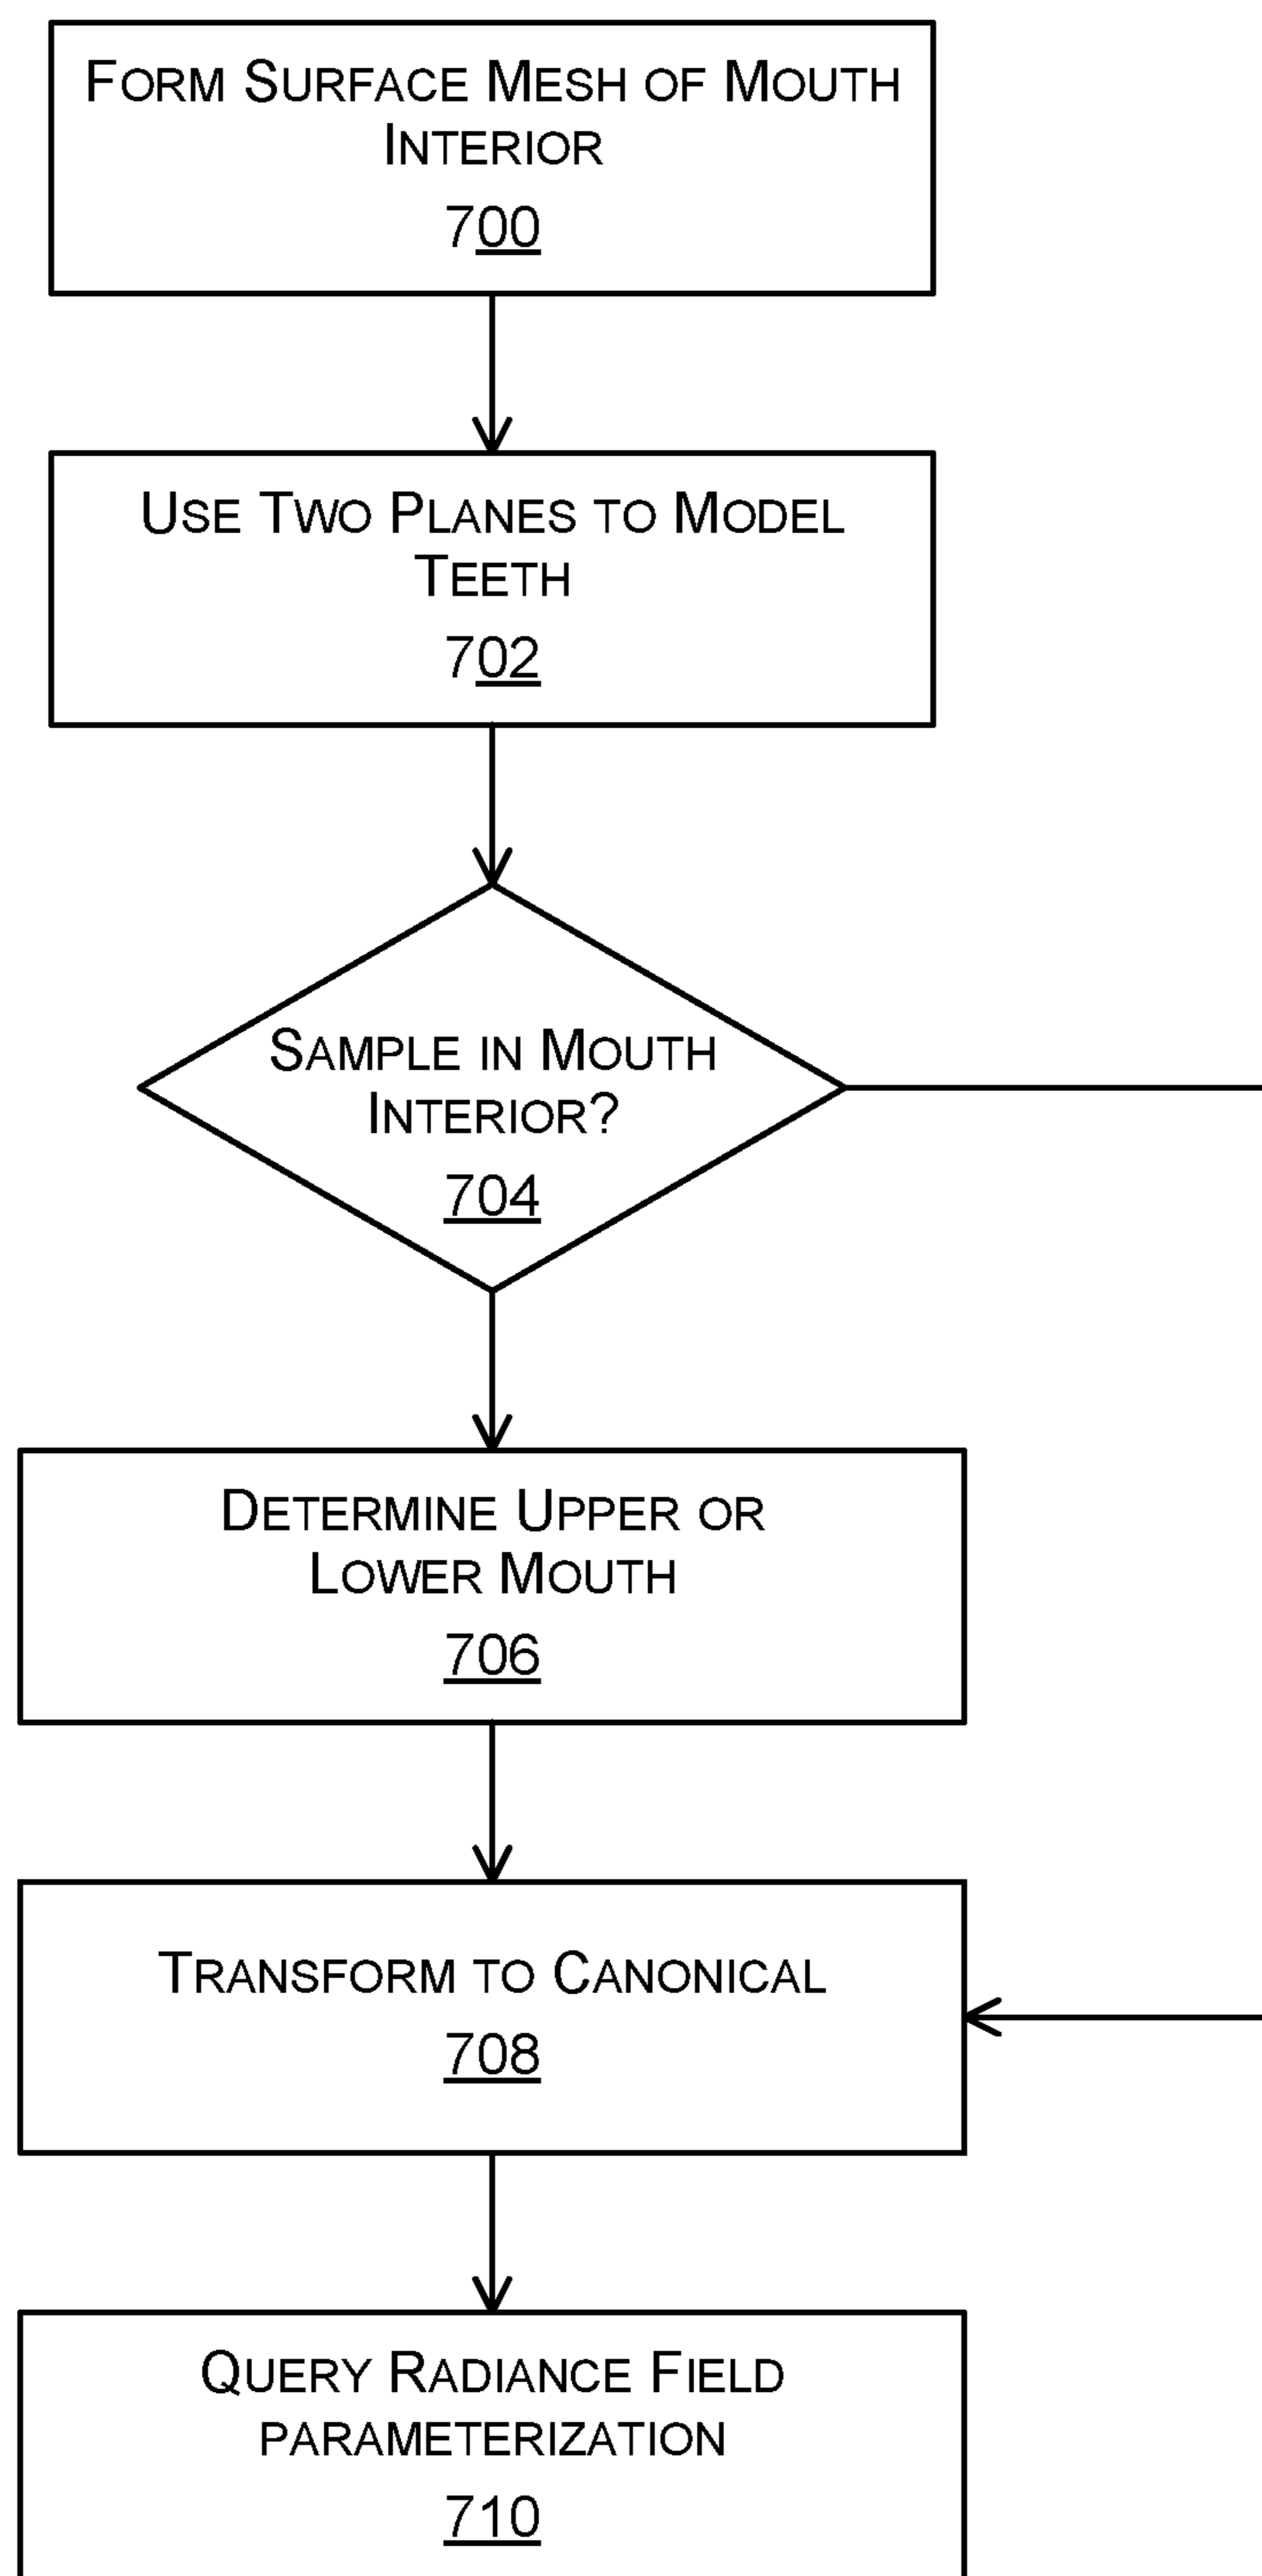 FORM SURFACE MESH OF MOUTH
INTERIOR
700
USE TWO PLANES TO MODEL
TEETH
702
SAMPLE IN MOUTH
INTERIOR?
704
DETERMINE UPPER OR
LOWER MOUTH
706
TRANSFORM TO CANONICAL
708
QUERY RADIANCE FIELD
PARAMETERIZATION
710